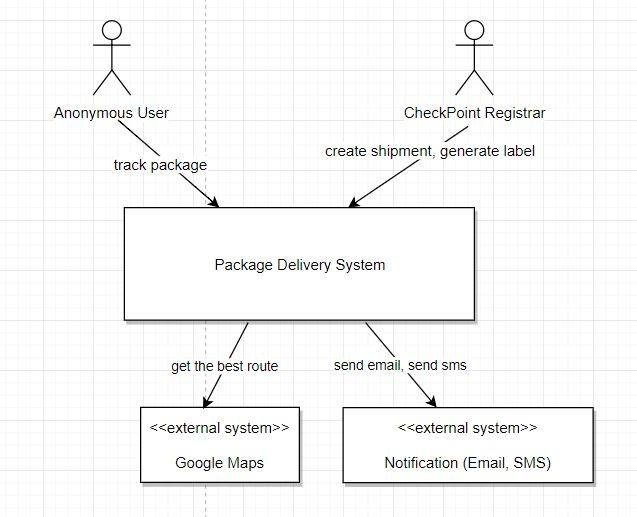 Anonymous User
CheckPoint Registrar
track package
create shipment, generate label
Package Delivery System
get the best route
send email, send sms
<<external system>>
Google Maps
<<external system>>
Notification (Email, SMS)